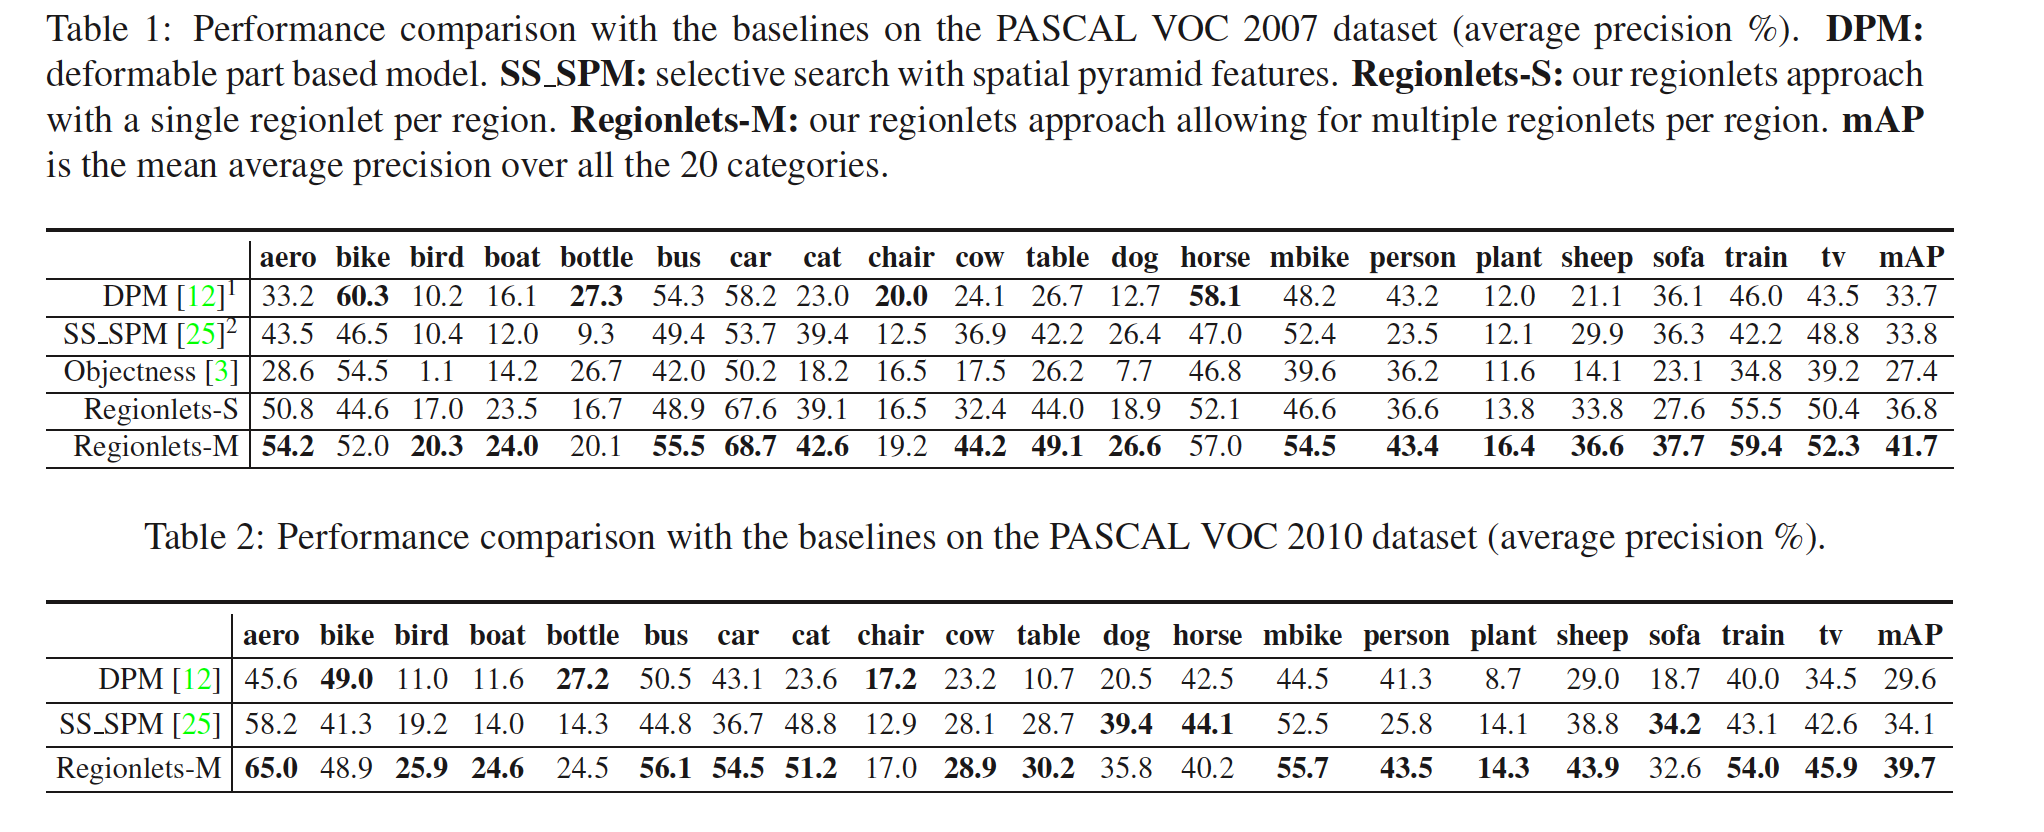 Table 1: Performance comparison with the baselines on the PASCAL VOC 2007 dataset (average precision %). DPM:
deformable part based model. SS_SPM: selective search with spatial pyramid features. Regionlets-S: our regionlets approach
with a single regionlet per region. Regionlets-M: our regionlets approach allowing for multiple regionlets per region. mAP
is the mean average precision over all the 20 categories.
aero bike bird boat bottle bus car cat chair cow table dog horse mbike person plant sheep sofa train tv mAP
DPM [12]¹ 33.2 60.3 10.2 16.1 27.3 54.3 58.2 23.0 20.0 24.1 26.7 12.7 58.1 48.2 43.2 12.0 21.1 36.1 46.0 43.5 33.7
SS_SPM [25]² 43.5 46.5 10.4 12.0 9.3 49.4 53.7 39.4 12.5 36.9 42.2 26.4 47.0 52.4 23.5 12.1 29.9 36.3 42.2 48.8 33.8
Objectness [3] 28.6 54.5 1.1 14.2 26.7 42.0 50.2 18.2 16.5 17.5 26.2 7.7 46.8 39.6 36.2 11.6 14.1 23.1 34.8 39.2 27.4
Regionlets-S 50.8 44.6 17.0 23.5 16.7 48.9 67.6 39.1 16.5 32.4 44.0 18.9 52.1 46.6 36.6 13.8 33.8 27.6 55.5 50.4 36.8
Regionlets-M 54.2 52.0 20.3 24.0 20.1 55.5 68.7 42.6 19.2 44.2 49.1 26.6 57.0 54.5 43.4 16.4 36.6 37.7 59.4 52.3 41.7
Table 2: Performance comparison with the baselines on the PASCAL VOC 2010 dataset (average precision %).
aero bike bird boat bottle bus car cat chair cow table dog horse mbike person plant sheep sofa train tv mAP
DPM [12] 45.6 49.0 11.0 11.6 27.2 50.5 43.1 23.6 17.2 23.2 10.7 20.5 42.5 44.5 41.3 8.7 29.0 18.7 40.0 34.5 29.6
SS_SPM [25] 58.2 41.3 19.2 14.0 14.3 44.8 36.7 48.8 12.9 28.1 28.7 39.4 44.1 52.5 25.8 14.1 38.8 34.2 43.1 42.6 34.1
Regionlets-M 65.0 48.9 25.9 24.6 24.5 56.1 54.5 51.2 17.0 28.9 30.2 35.8 40.2 55.7 43.5 14.3 43.9 32.6 54.0 45.9 39.7